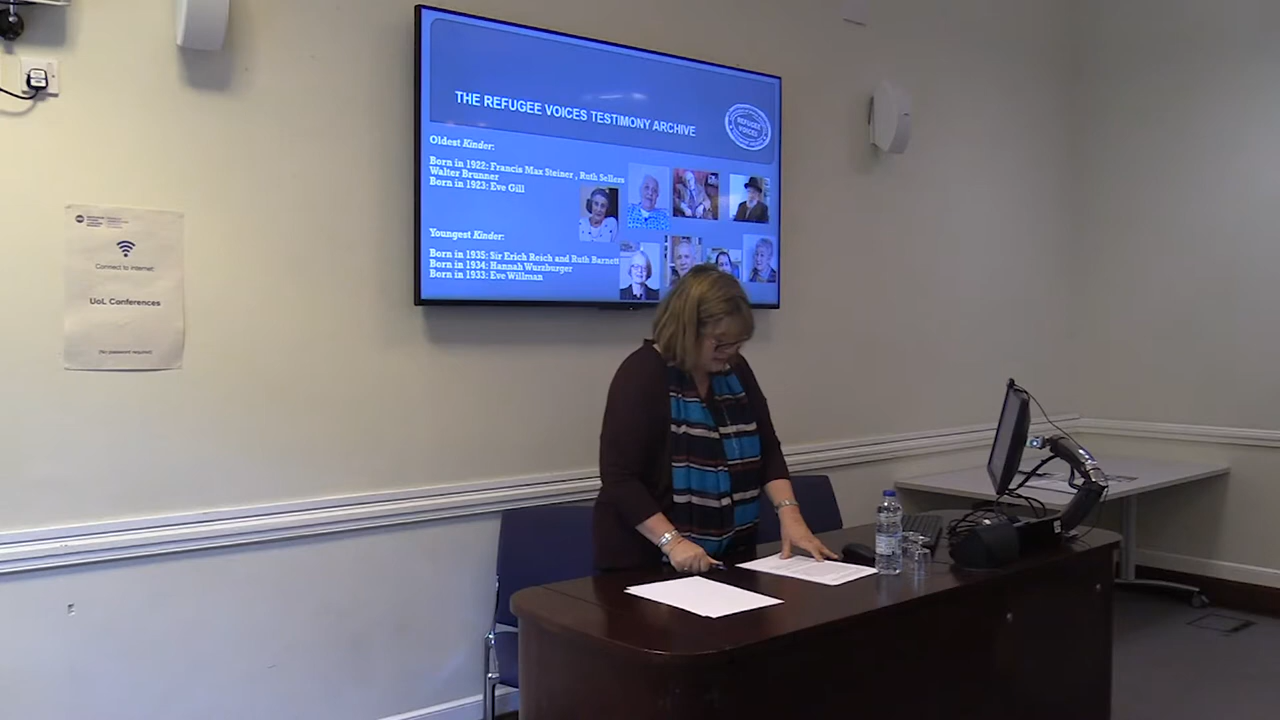 THE REFUGEE VOICES TESTIMONY ARCHIVE
REFUGEE
VOICES
Oldest Kinder:
Born in 1922: Francis Max Steiner , Ruth Sellers
Walter Brunner
Born in 1923: Eve Gill
Youngest Kinder:
Born in 1935: Sir Erich Reich and Ruth Barnett
Born in 1934: Hannah Wurzburger
Born in 1933: Eve Willman
Connect to internet:
UoL Conferences
(No password required)